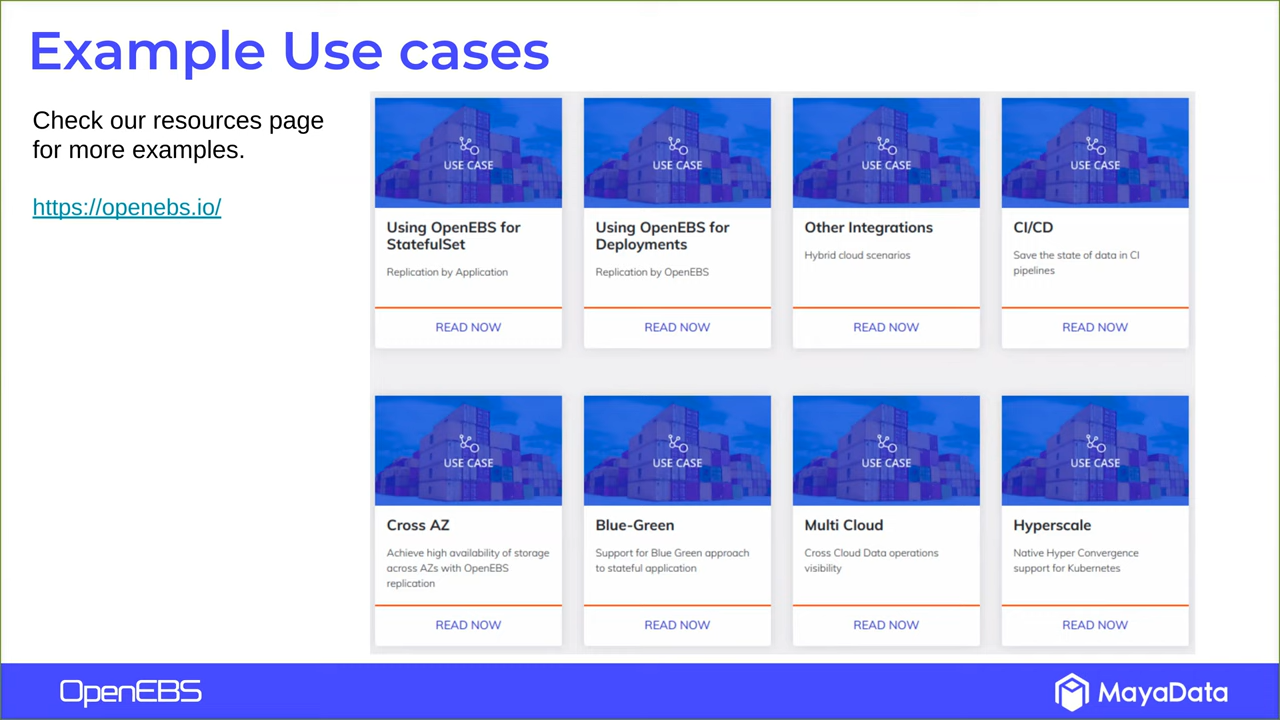 Example Use cases
Check our resources page
for more examples.
https://openebs.io/
USE CASE
Using OpenEBS for
StatefulSet
Replication by Application
READ NOW
USE CASE
Using OpenEBS for
Deployments
Replication by OpenEBS
READ NOW
USE CASE
Other Integrations
Hybrid cloud scenarios
READ NOW
USE CASE
CI/CD
Save the state of data in CI
pipelines
READ NOW
USE CASE
Cross AZ
Achieve high availability of storage
across AZs with OpenEBS
replication
READ NOW
USE CASE
Blue-Green
Support for Blue Green approach
to stateful application
READ NOW
USE CASE
Multi Cloud
Cross Cloud Data operations
visibility
READ NOW
USE CASE
Hyperscale
Native Hyper Convergence
support for Kubernetes
READ NOW
OpenEBS
MayaData